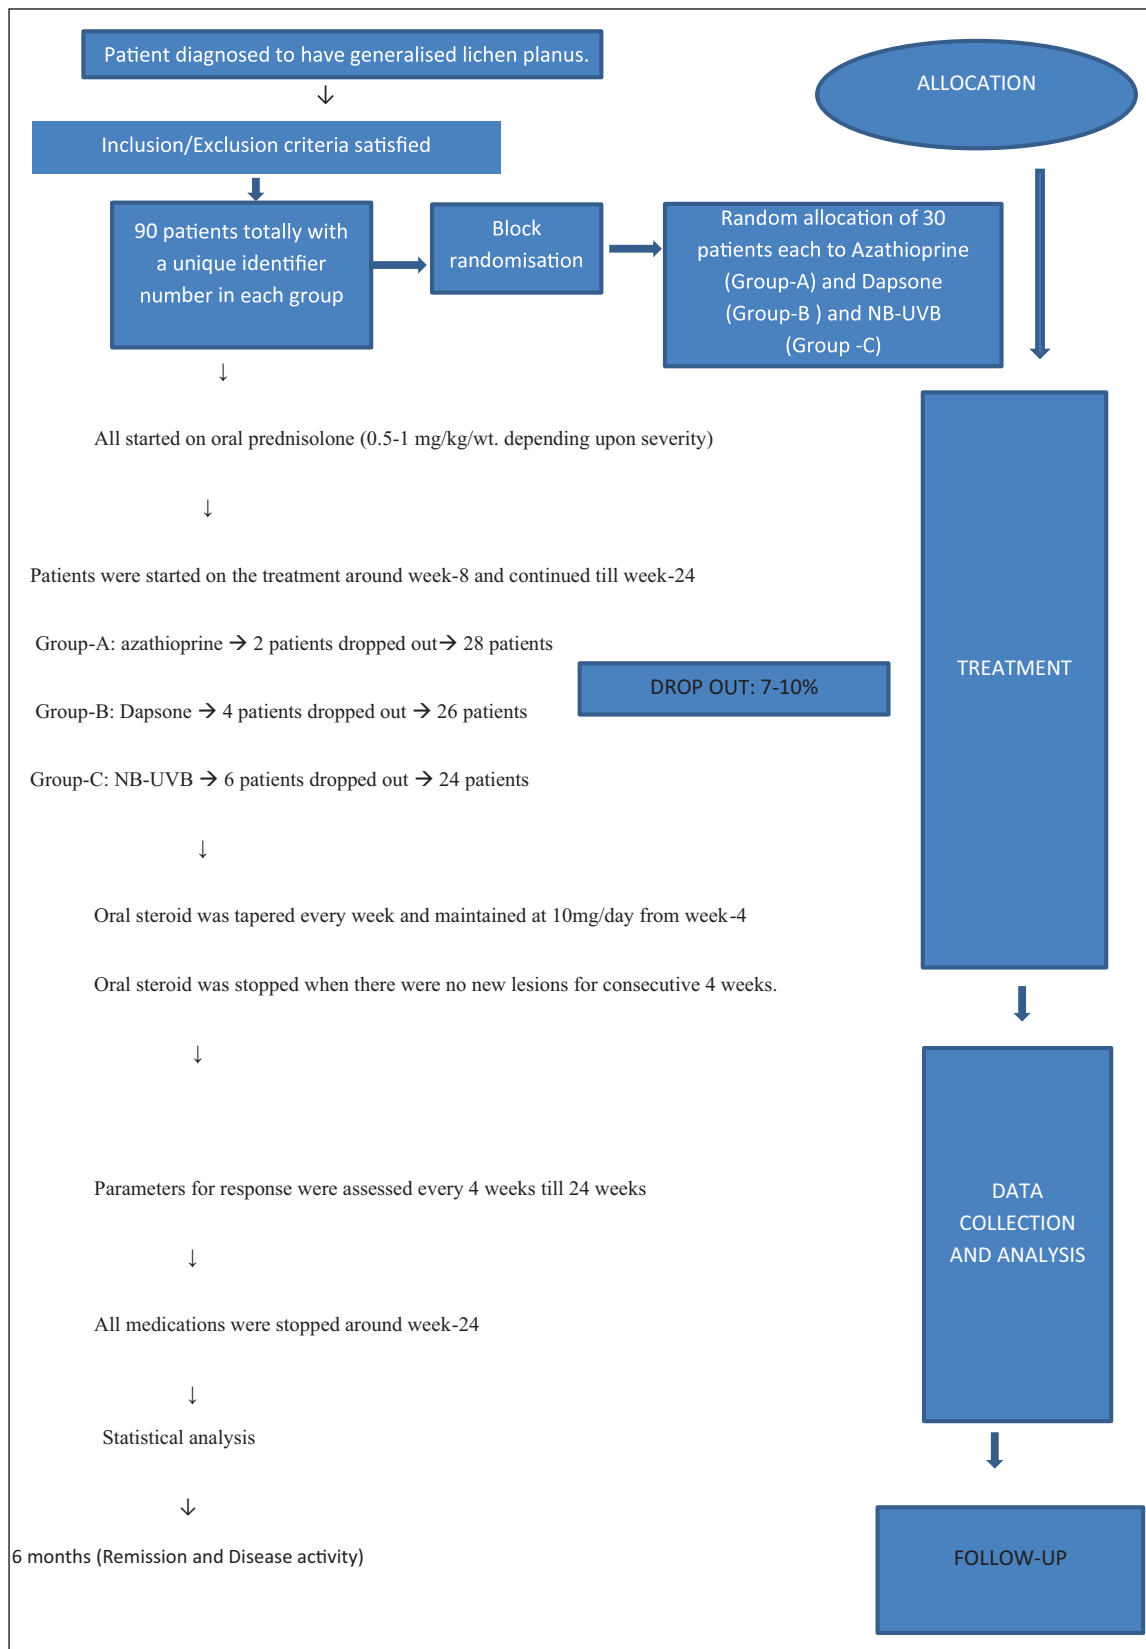 Patient diagnosed to have generalised lichen planus.
↓
Inclusion/Exclusion criteria satisfied
90 patients totally with
a unique identifier
number in each group
Block
randomisation
Random allocation of 30
patients each to Azathioprine
(Group-A) and Dapsone
(Group-B ) and NB-UVB
(Group -C)
↓
All started on oral prednisolone (0.5-1 mg/kg/wt. depending upon severity)
↓
Patients were started on the treatment around week-8 and continued till week-24
Group-A: azathioprine → 2 patients dropped out→ 28 patients
Group-B: Dapsone → 4 patients dropped out → 26 patients
Group-C: NB-UVB → 6 patients dropped out → 24 patients
DROP OUT: 7-10%
↓
Oral steroid was tapered every week and maintained at 10mg/day from week-4
Oral steroid was stopped when there were no new lesions for consecutive 4 weeks.
↓
Parameters for response were assessed every 4 weeks till 24 weeks
↓
All medications were stopped around week-24
↓
Statistical analysis
↓
6 months (Remission and Disease activity)
ALLOCATION
TREATMENT
DATA
COLLECTION
AND ANALYSIS
FOLLOW-UP